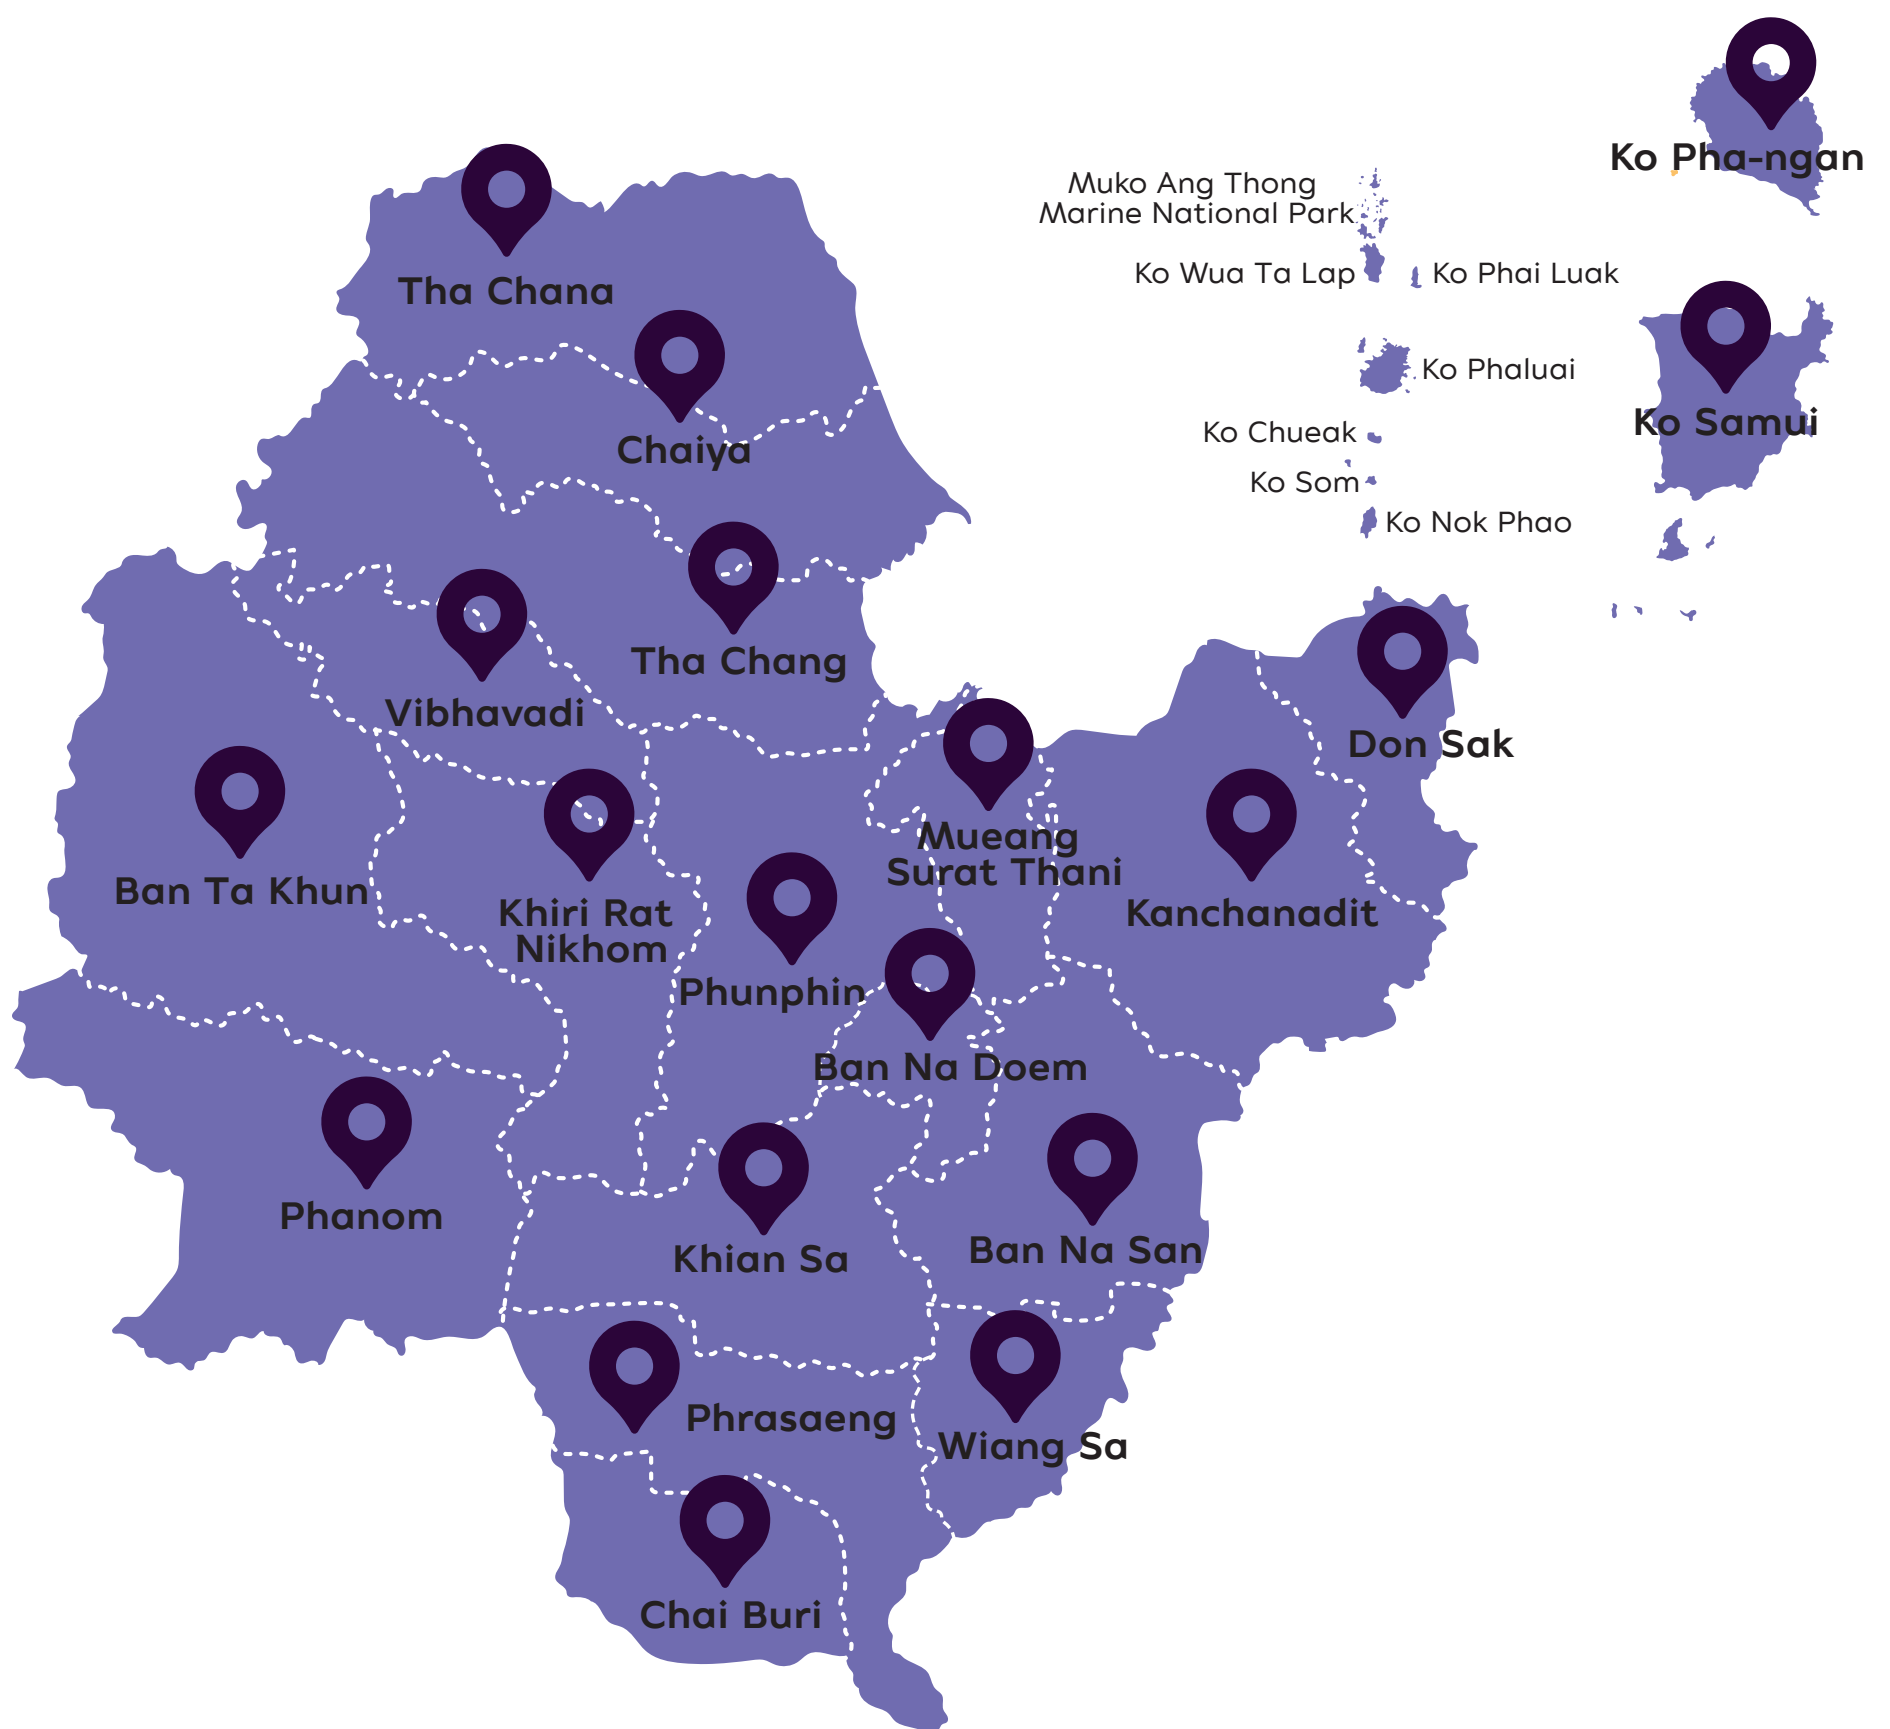 Ko Pha-ngan
Muko Ang Thong
Marine National Park
Ko Wua Ta Lap
Ko Phai Luak
Tha Chana
Ko Phaluai
Ko Samui
Ko Chueak
Chaiya
Ko Som
Ko Nok Phao
Tha Chang
Vibhavadi
Don Sak
Mueang
Surat Thani
Ban Ta Khun
Khiri Rat
Nikhom
Kanchanadit
Phunphin
Ban Na Doem
Phanom
Khian Sa
Ban Na San
Phrasaeng
Wiang Sa
Chai Buri